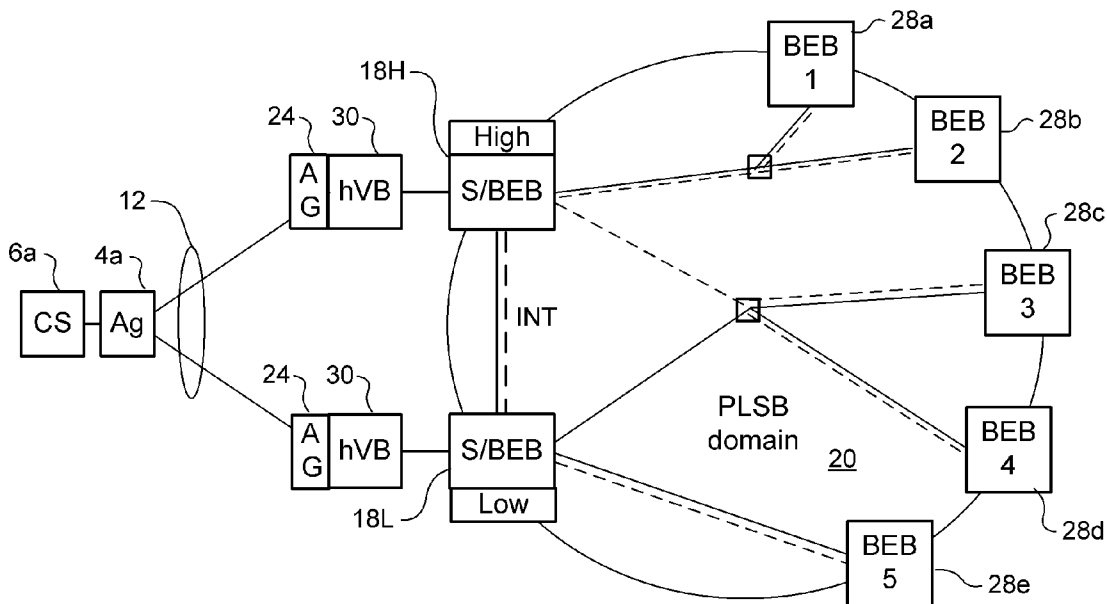 28a
BEB
1
18H
High
BEB
2
28b
24
30
A
G
hVB
S/BEB
12
28c
6a
4a
BEB
3
CS
Ag
INT
24
30
PLSB
domain
20
A
G
hVB
S/BEB
BEB
4
18L
Low
28d
BEB
5
28e